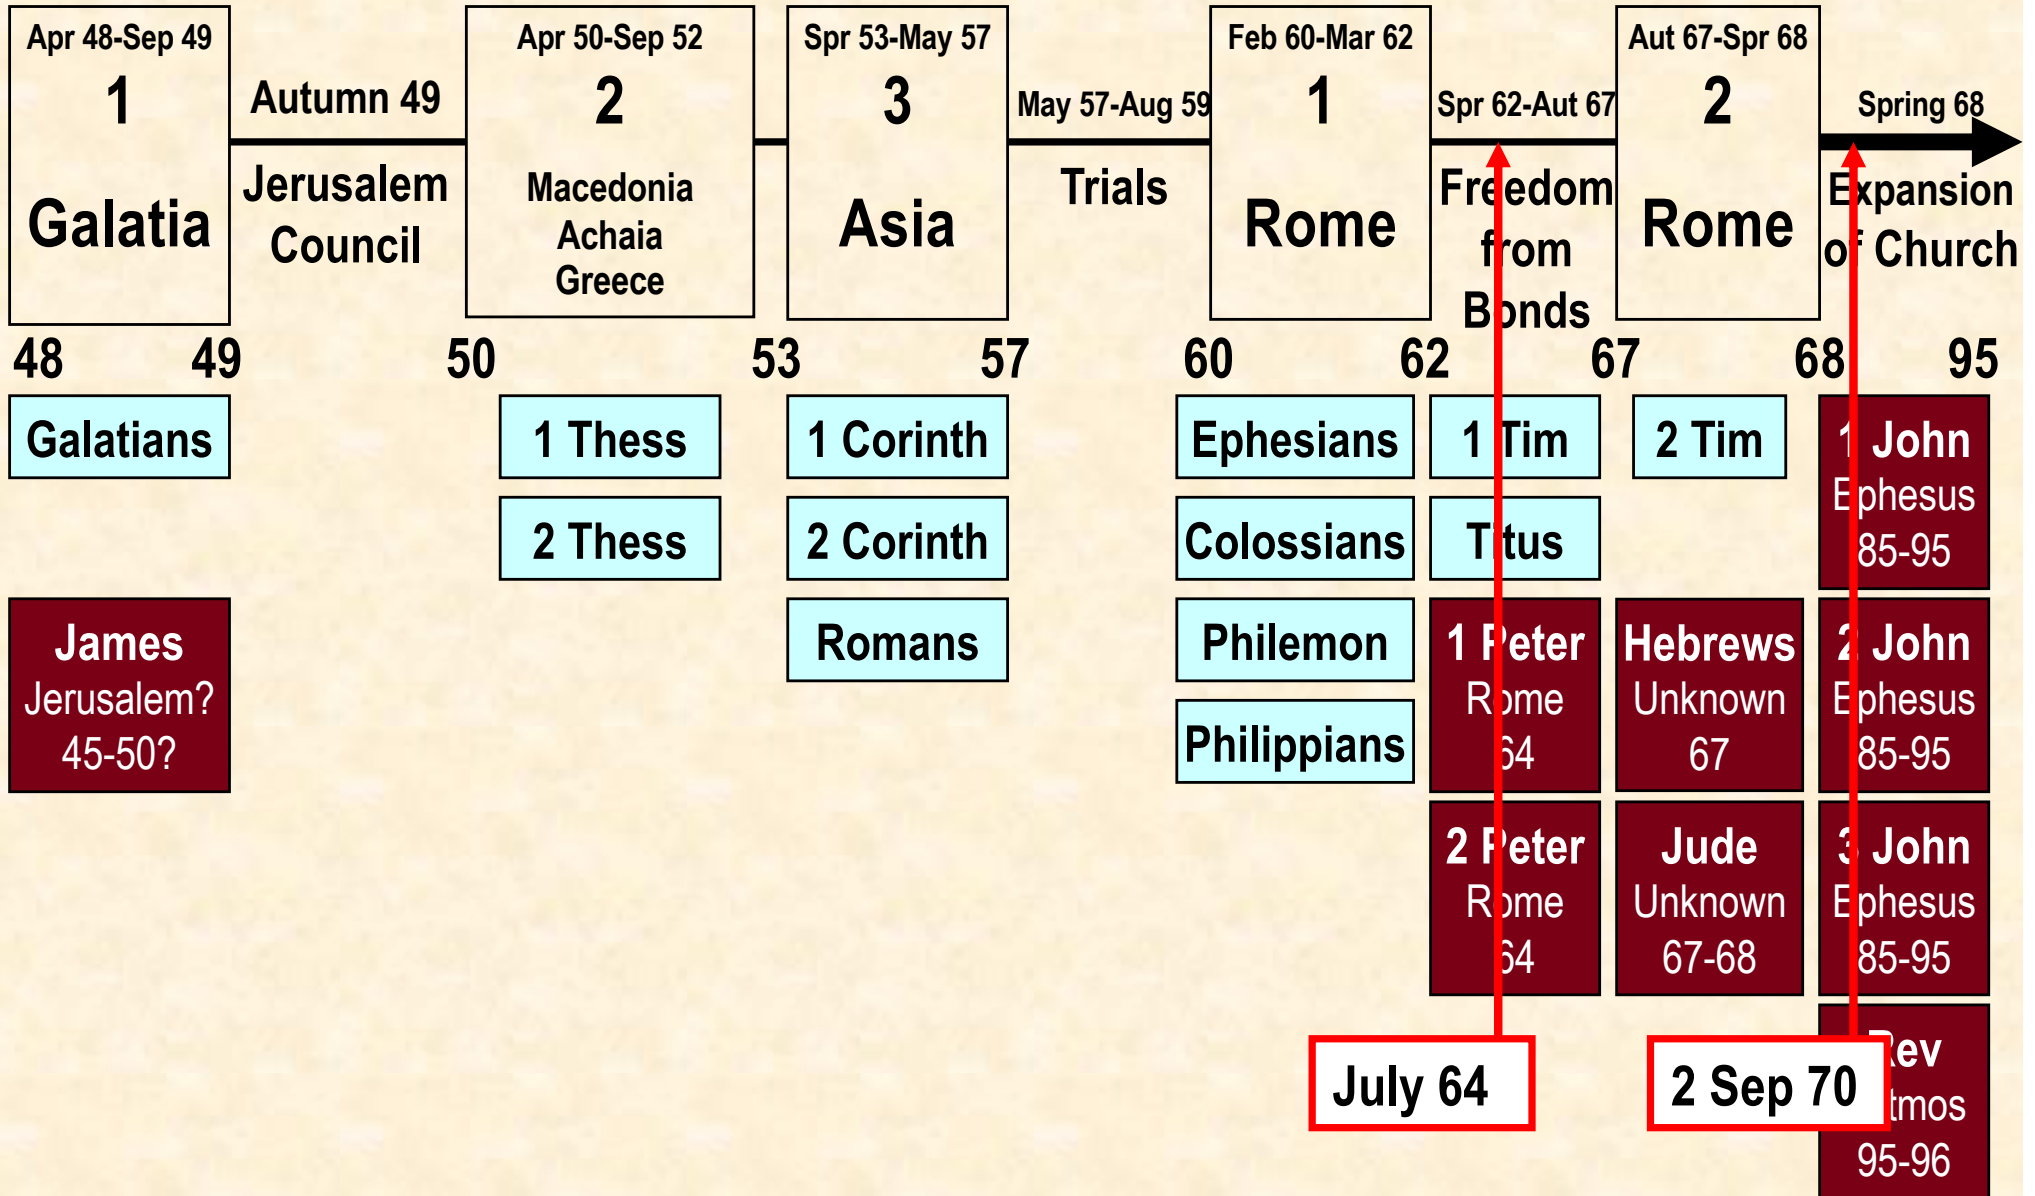 Apr 48-Sep 49
1
Galatia
Autumn 49
Jerusalem
Council
Apr 50-Sep 52
2
Macedonia
Achaia
Greece
Spr 53-May 57
3
Asia
May 57-Aug 59
Trials
Feb 60-Mar 62
1
Rome
Spr 62-Aut 67
Freedom
from
Bonds
Aut 67-Spr 68
2
Rome
Spring 68
Expansion
of Church
48 49 50 53 57 60 62 67 68 95
Galatians
James
Jerusalem?
45-50?
1 Thess
2 Thess
1 Corinth
2 Corinth
Romans
Ephesians
Colossians
Philemon
Philippians
1 Tim
Titus
1 Peter
Rome
64
2 Peter
Rome
64
2 Tim
Hebrews
Unknown
67
Jude
Unknown
67-68
1 John
Ephesus
85-95
2 John
Ephesus
85-95
3 John
Ephesus
85-95
Rev
tmos
95-96
July 64
2 Sep 70